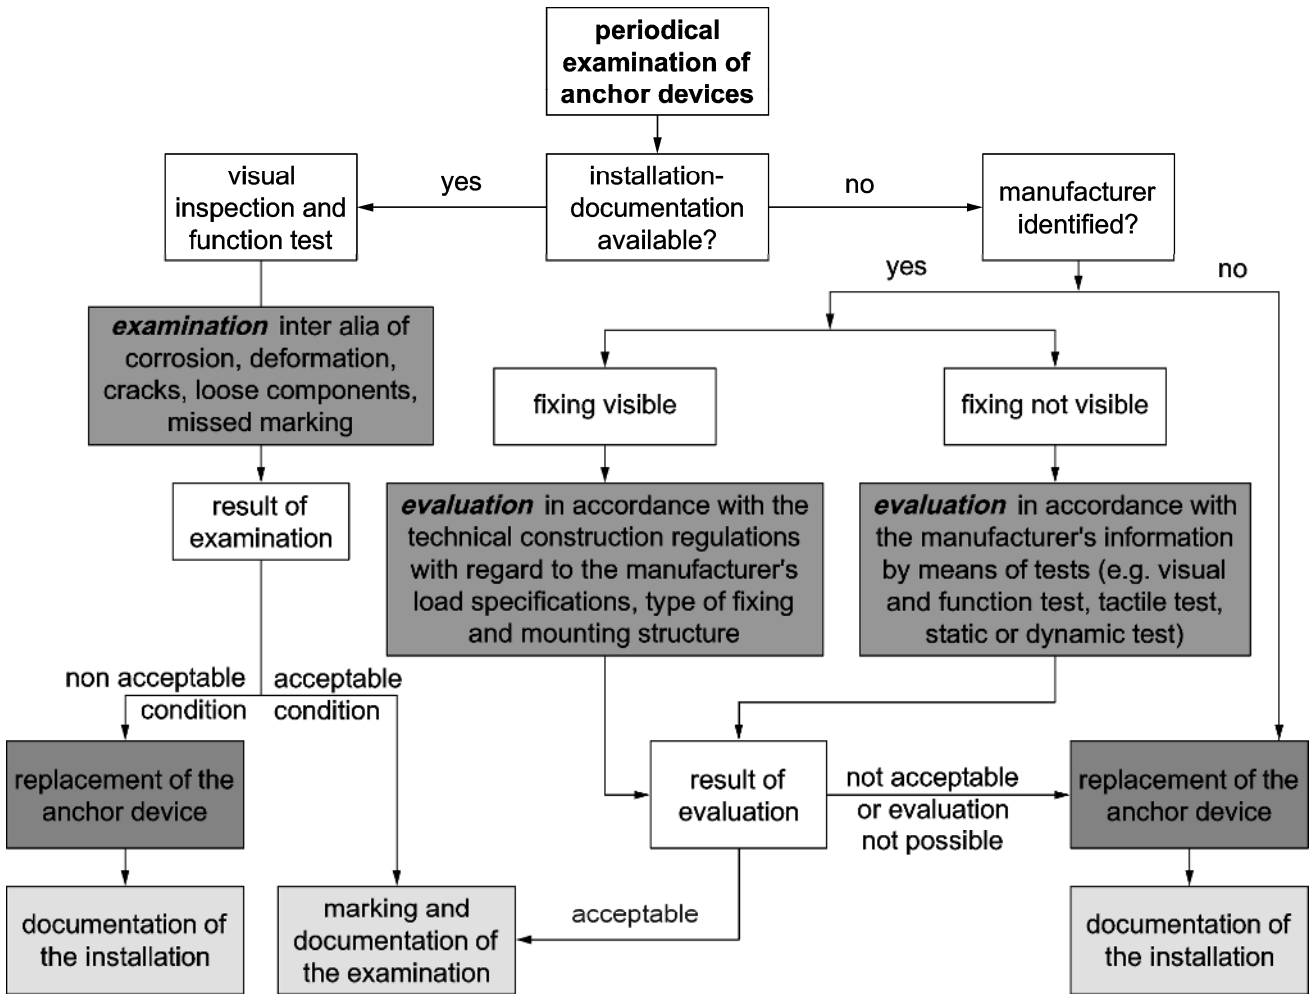 periodical
examination of
anchor devices
visual
inspection and
function test
yes
installation-
documentation
available?
no
manufacturer
identified?
yes
no
examination inter alia of
corrosion, deformation,
cracks, loose components,
missed marking
fixing visible
fixing not visible
result of
examination
evaluation in accordance with the
technical construction regulations
with regard to the manufacturer's
load specifications, type of fixing
and mounting structure
evaluation in accordance with
the manufacturer's information
by means of tests (e.g. visual
and function test, tactile test,
static or dynamic test)
non acceptable
condition
acceptable
condition
replacement of the
anchor device
result of
evaluation
not acceptable
or evaluation
not possible
replacement of the
anchor device
documentation of
the installation
marking and
documentation of
the examination
acceptable
documentation of
the installation